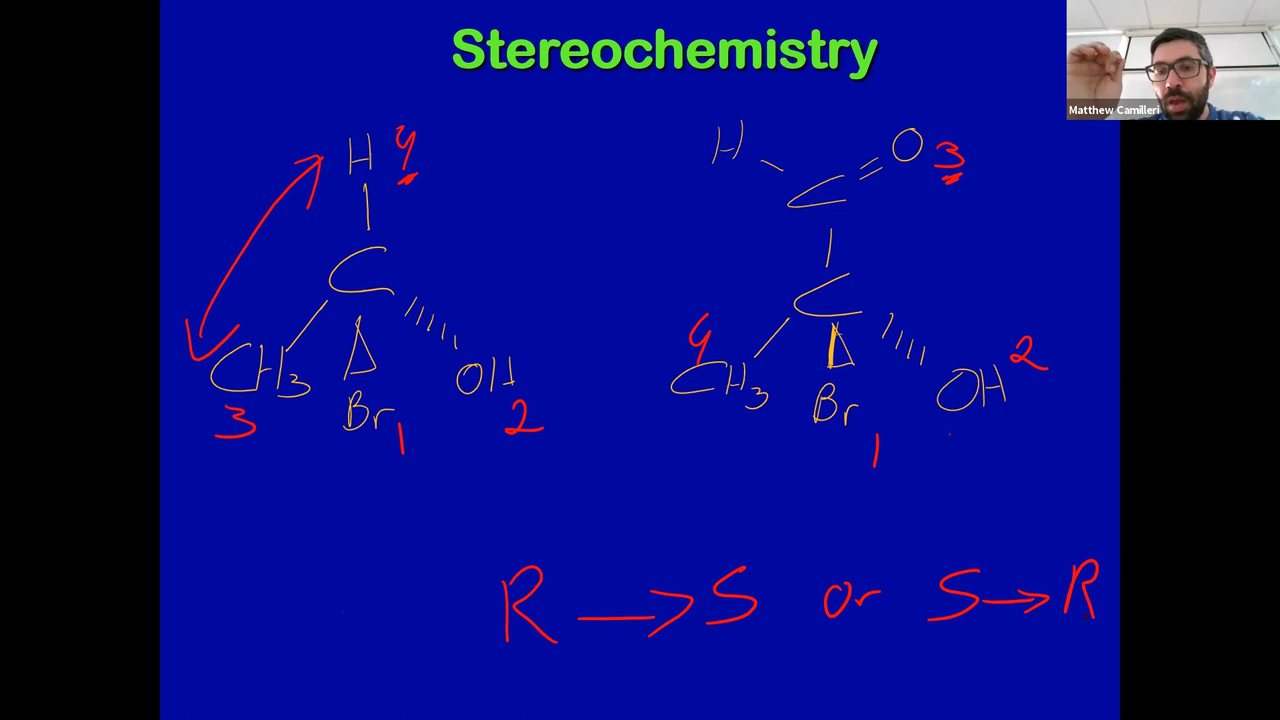 Stereochemistry
Matthew Camilleri
H 4
C
CH3 Br OH
3 1 2
H C = O 3
C
4 CH3 Br OH 2
1
R → S or S → R